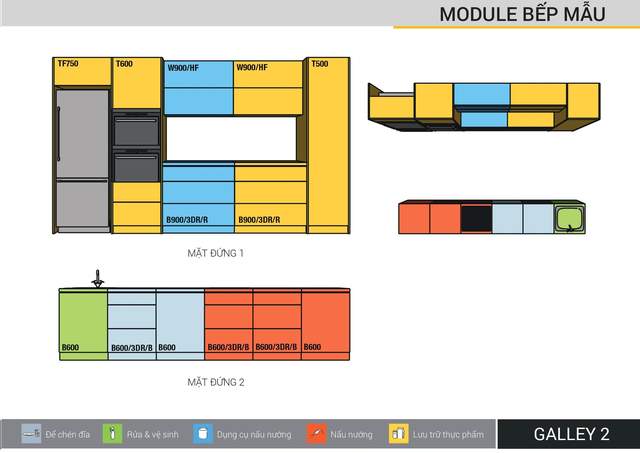 MODULE BẾP MẪU
TF750
T600
W900/HF
W900/HF
T500
B900/3DR/R
B900/3DR/R
MẶT ĐỨNG 1
B600
B600/3DR/B
B600
B600/3DR/B
B600/3DR/B
B600
MẶT ĐỨNG 2
Để chén đĩa
Rửa & vệ sinh
Dụng cụ nấu nướng
Nấu nướng
Lưu trữ thực phẩm
GALLEY 2